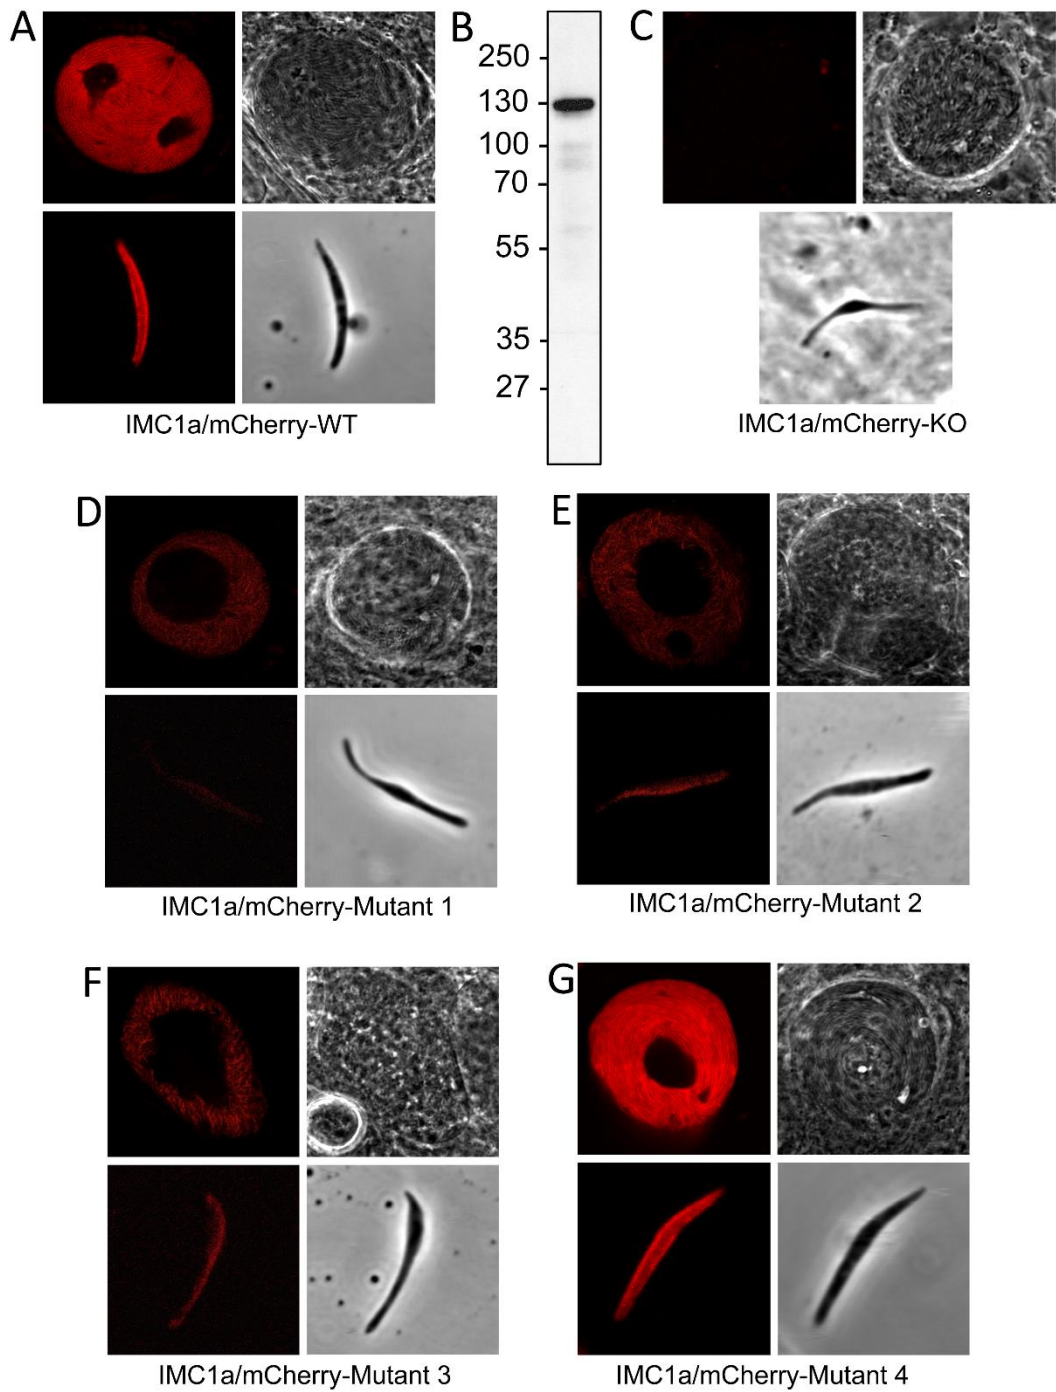 A
B
C
250
130
100
70
55
35
27
IMC1a/mCherry-WT
IMC1a/mCherry-KO
D
E
IMC1a/mCherry-Mutant 1
IMC1a/mCherry-Mutant 2
F
G
IMC1a/mCherry-Mutant 3
IMC1a/mCherry-Mutant 4